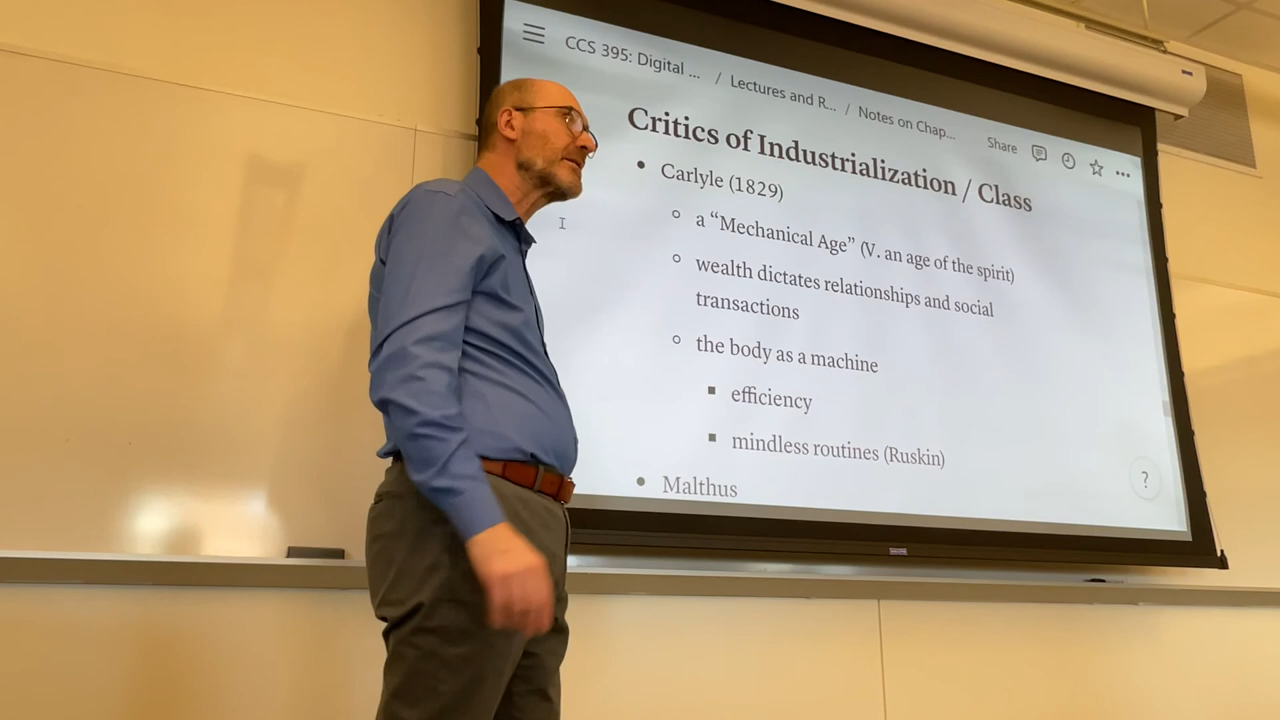 CCS 395: Digital ... / Lectures and R... / Notes on Chap...
Share
Critics of Industrialization / Class
Carlyle (1829)
a “Mechanical Age” (V. an age of the spirit)
wealth dictates relationships and social
transactions
the body as a machine
efficiency
mindless routines (Ruskin)
Malthus
?